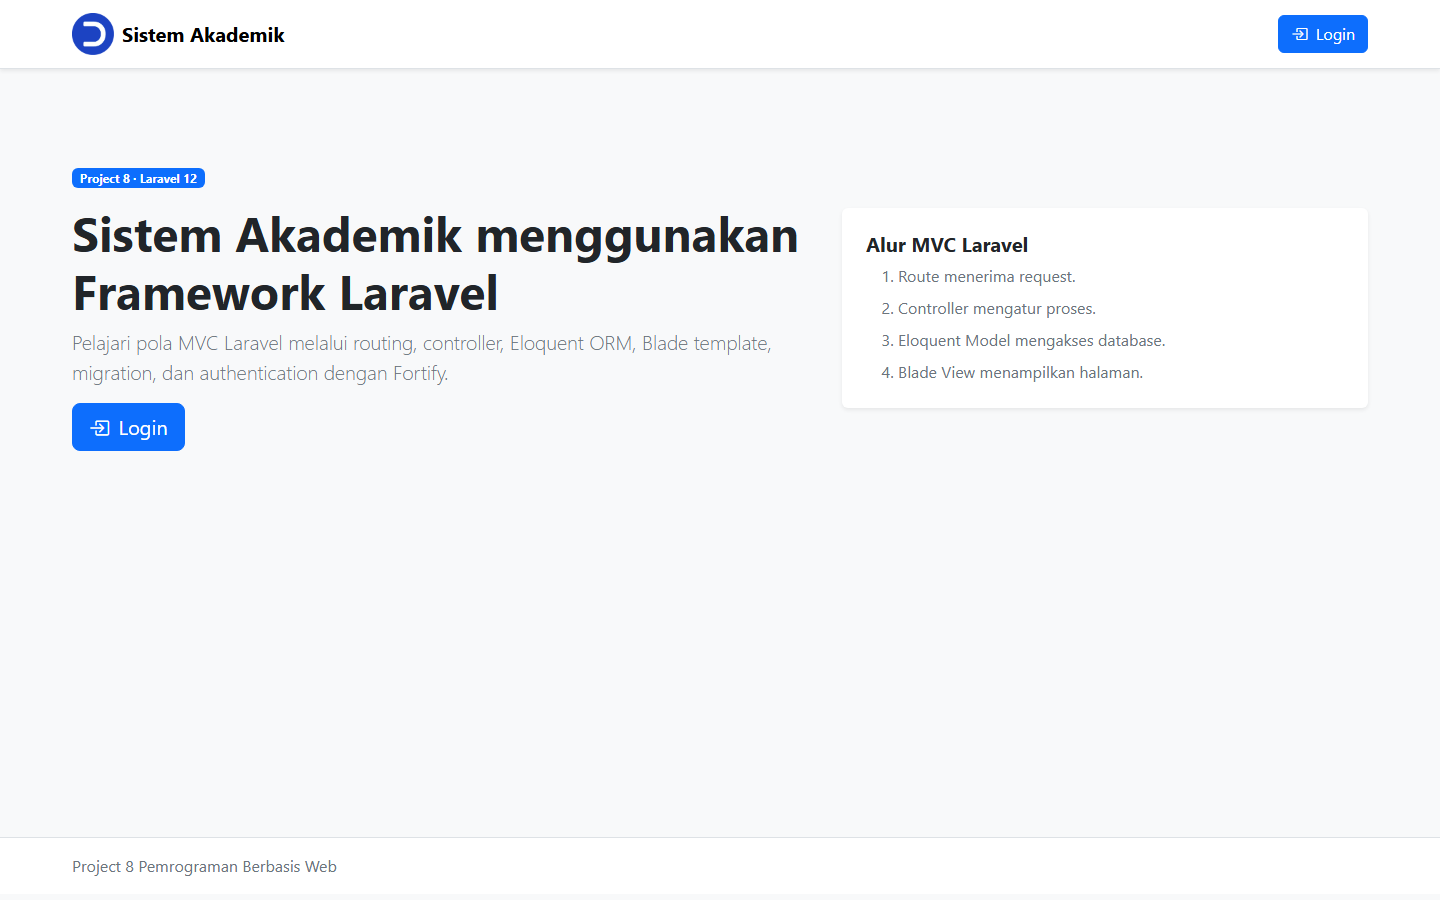 Sistem Akademik
Login
Project 8 · Laravel 12
Sistem Akademik menggunakan
Framework Laravel
Pelajari pola MVC Laravel melalui routing, controller, Eloquent ORM, Blade template,
migration, dan authentication dengan Fortify.
Login
Alur MVC Laravel
1. Route menerima request.
2. Controller mengatur proses.
3. Eloquent Model mengakses database.
4. Blade View menampilkan halaman.
Project 8 Pemrograman Berbasis Web